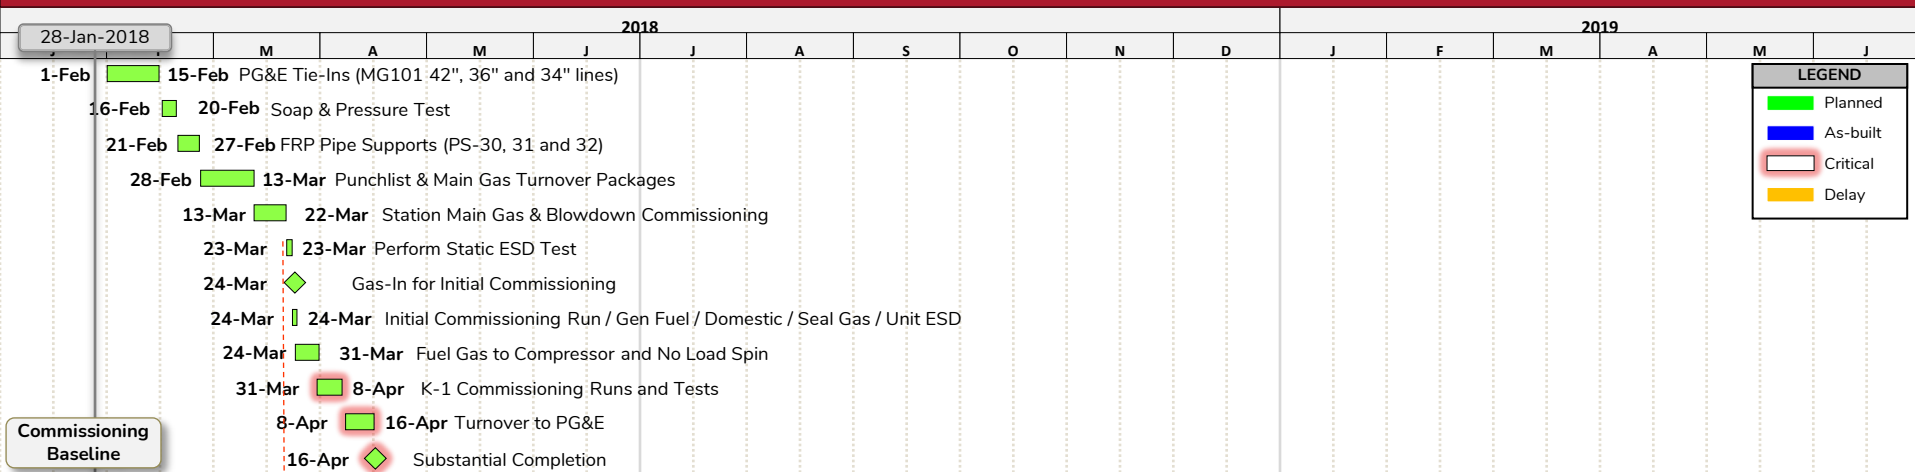 2018 2019
28-Jan-2018
J F M A M J J A S O N D J F M A M J
1-Feb 15-Feb PG&E Tie-Ins (MG101 42", 36" and 34" lines)
16-Feb 20-Feb Soap & Pressure Test
21-Feb 27-Feb FRP Pipe Supports (PS-30, 31 and 32)
28-Feb 13-Mar Punchlist & Main Gas Turnover Packages
13-Mar 22-Mar Station Main Gas & Blowdown Commissioning
23-Mar 23-Mar Perform Static ESD Test
24-Mar Gas-In for Initial Commissioning
24-Mar 24-Mar Initial Commissioning Run / Gen Fuel / Domestic / Seal Gas / Unit ESD
24-Mar 31-Mar Fuel Gas to Compressor and No Load Spin
31-Mar 8-Apr K-1 Commissioning Runs and Tests
8-Apr 16-Apr Turnover to PG&E
16-Apr Substantial Completion
Commissioning
Baseline
LEGEND
Planned
As-built
Critical
Delay